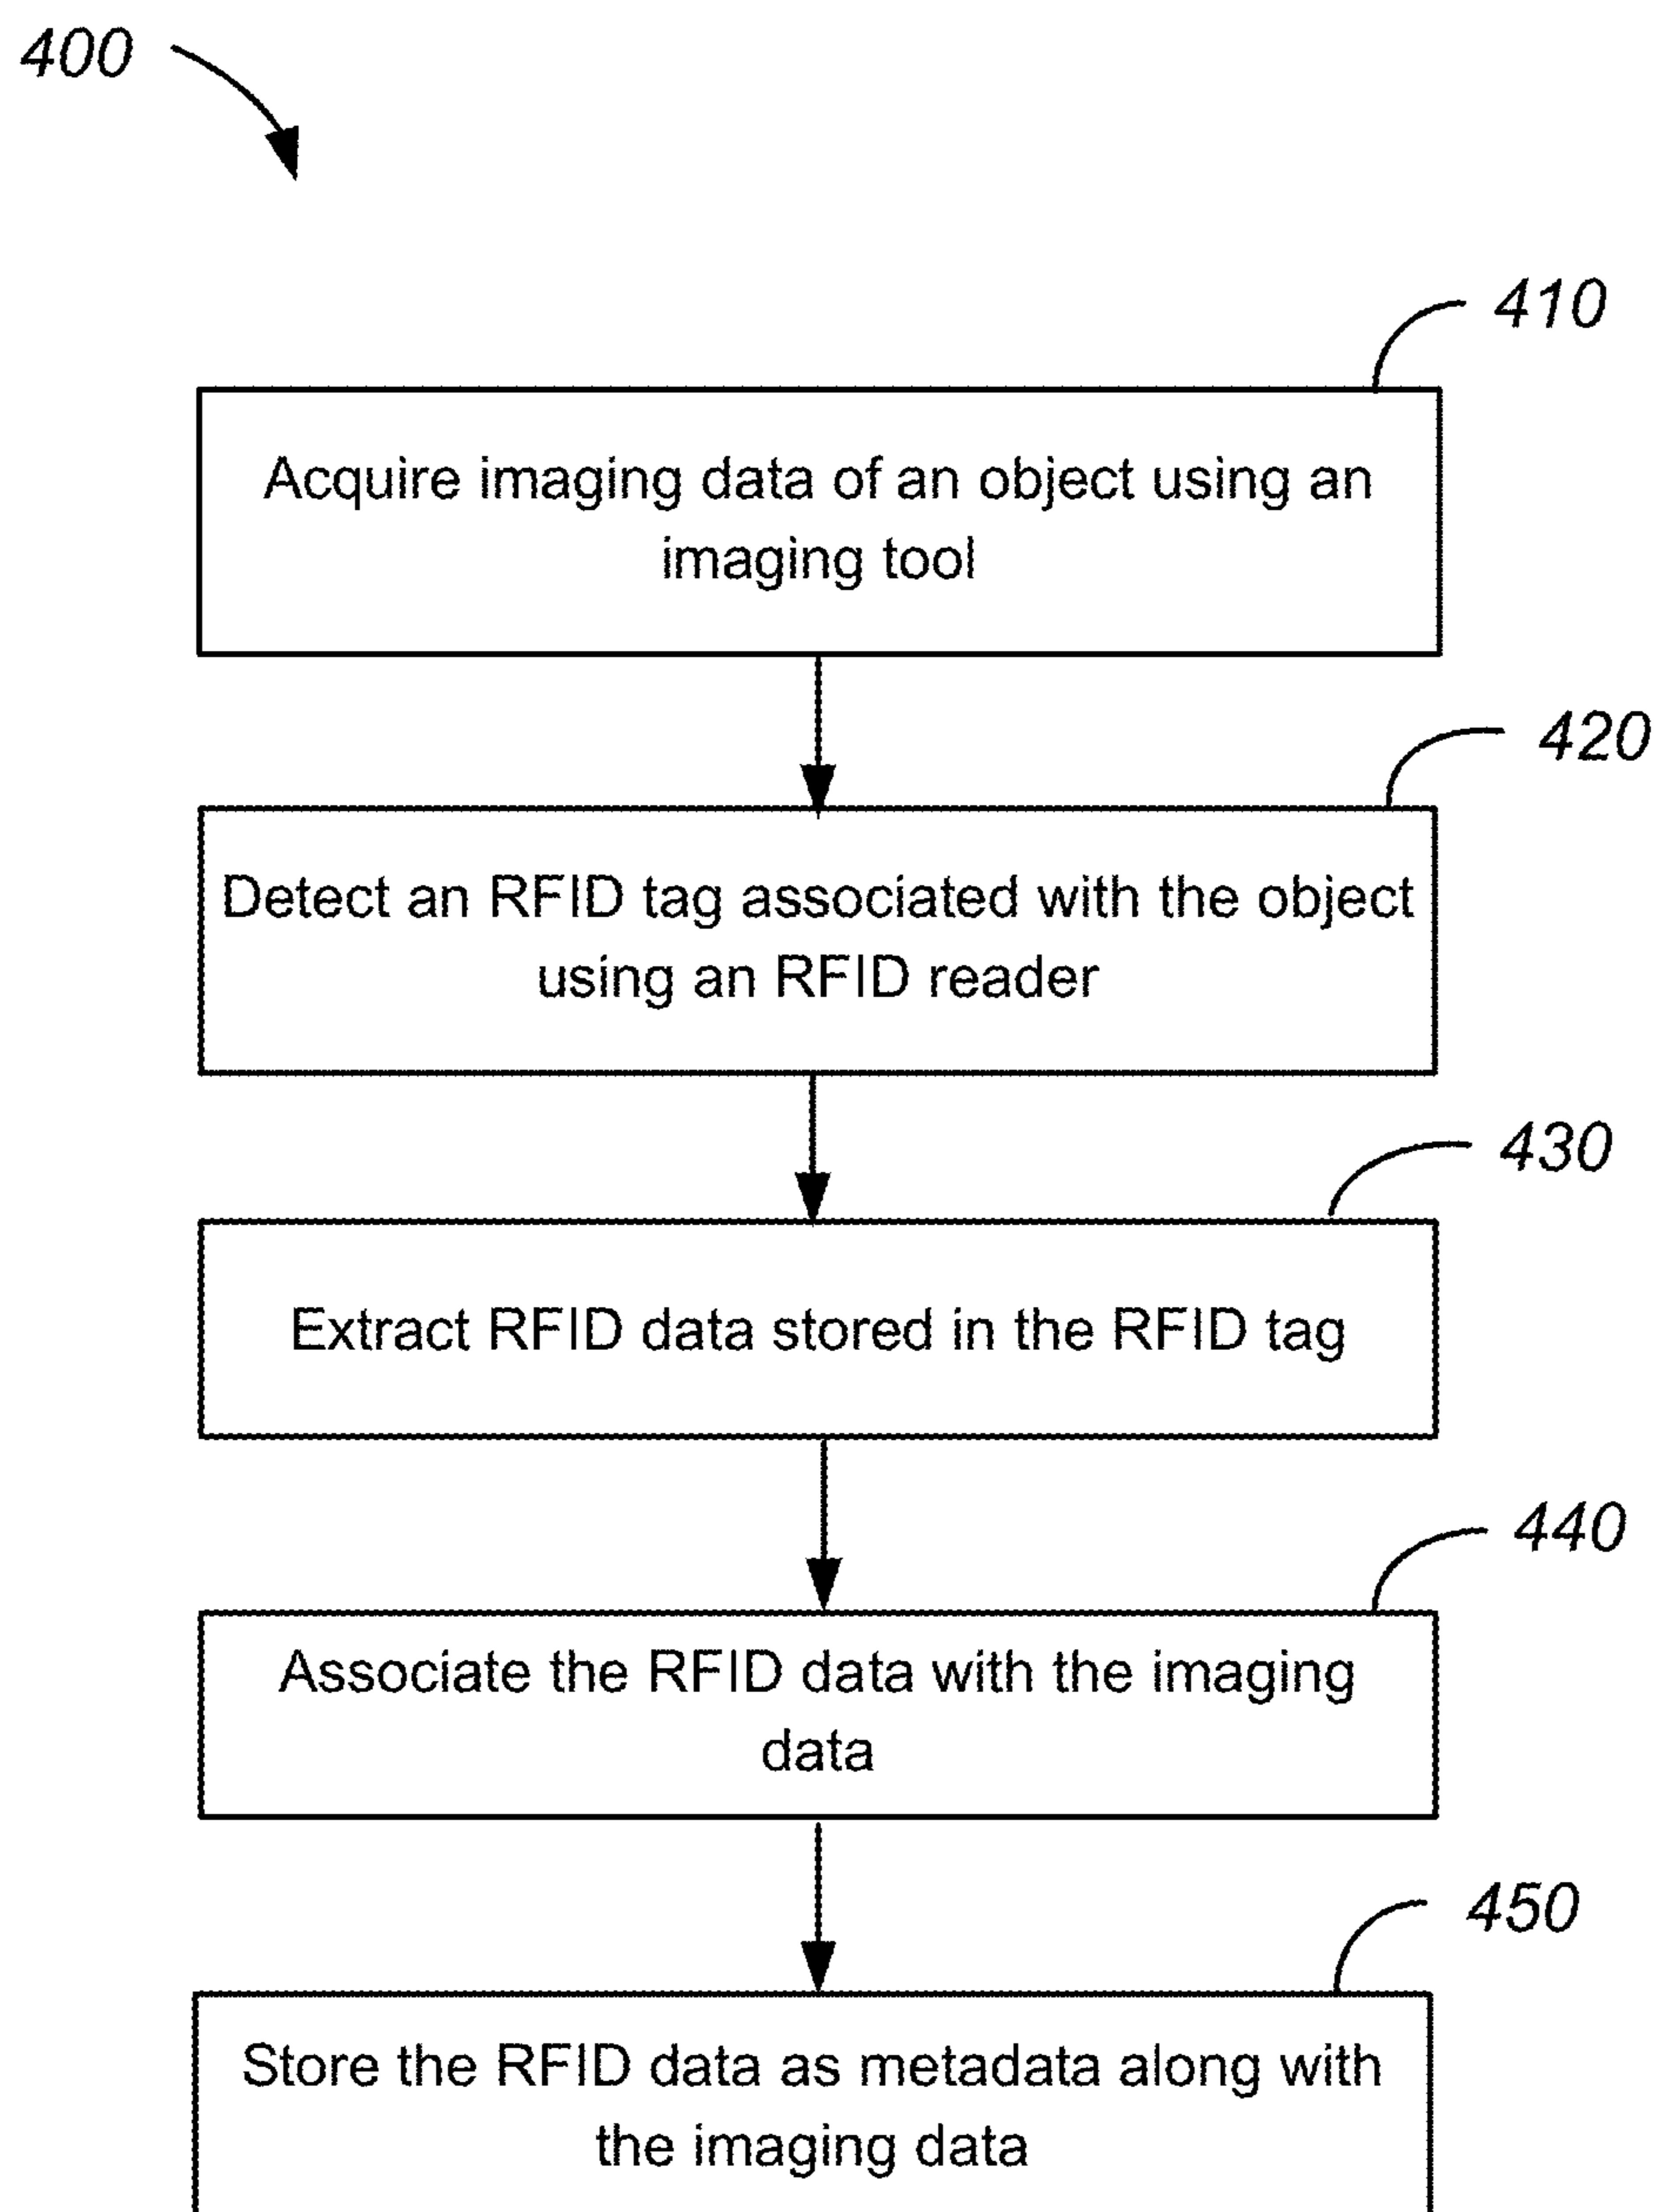 400
410
Acquire imaging data of an object using an
imaging tool
420
Detect an RFID tag associated with the object
using an RFID reader
430
Extract RFID data stored in the RFID tag
440
Associate the RFID data with the imaging
data
450
Store the RFID data as metadata along with
the imaging data